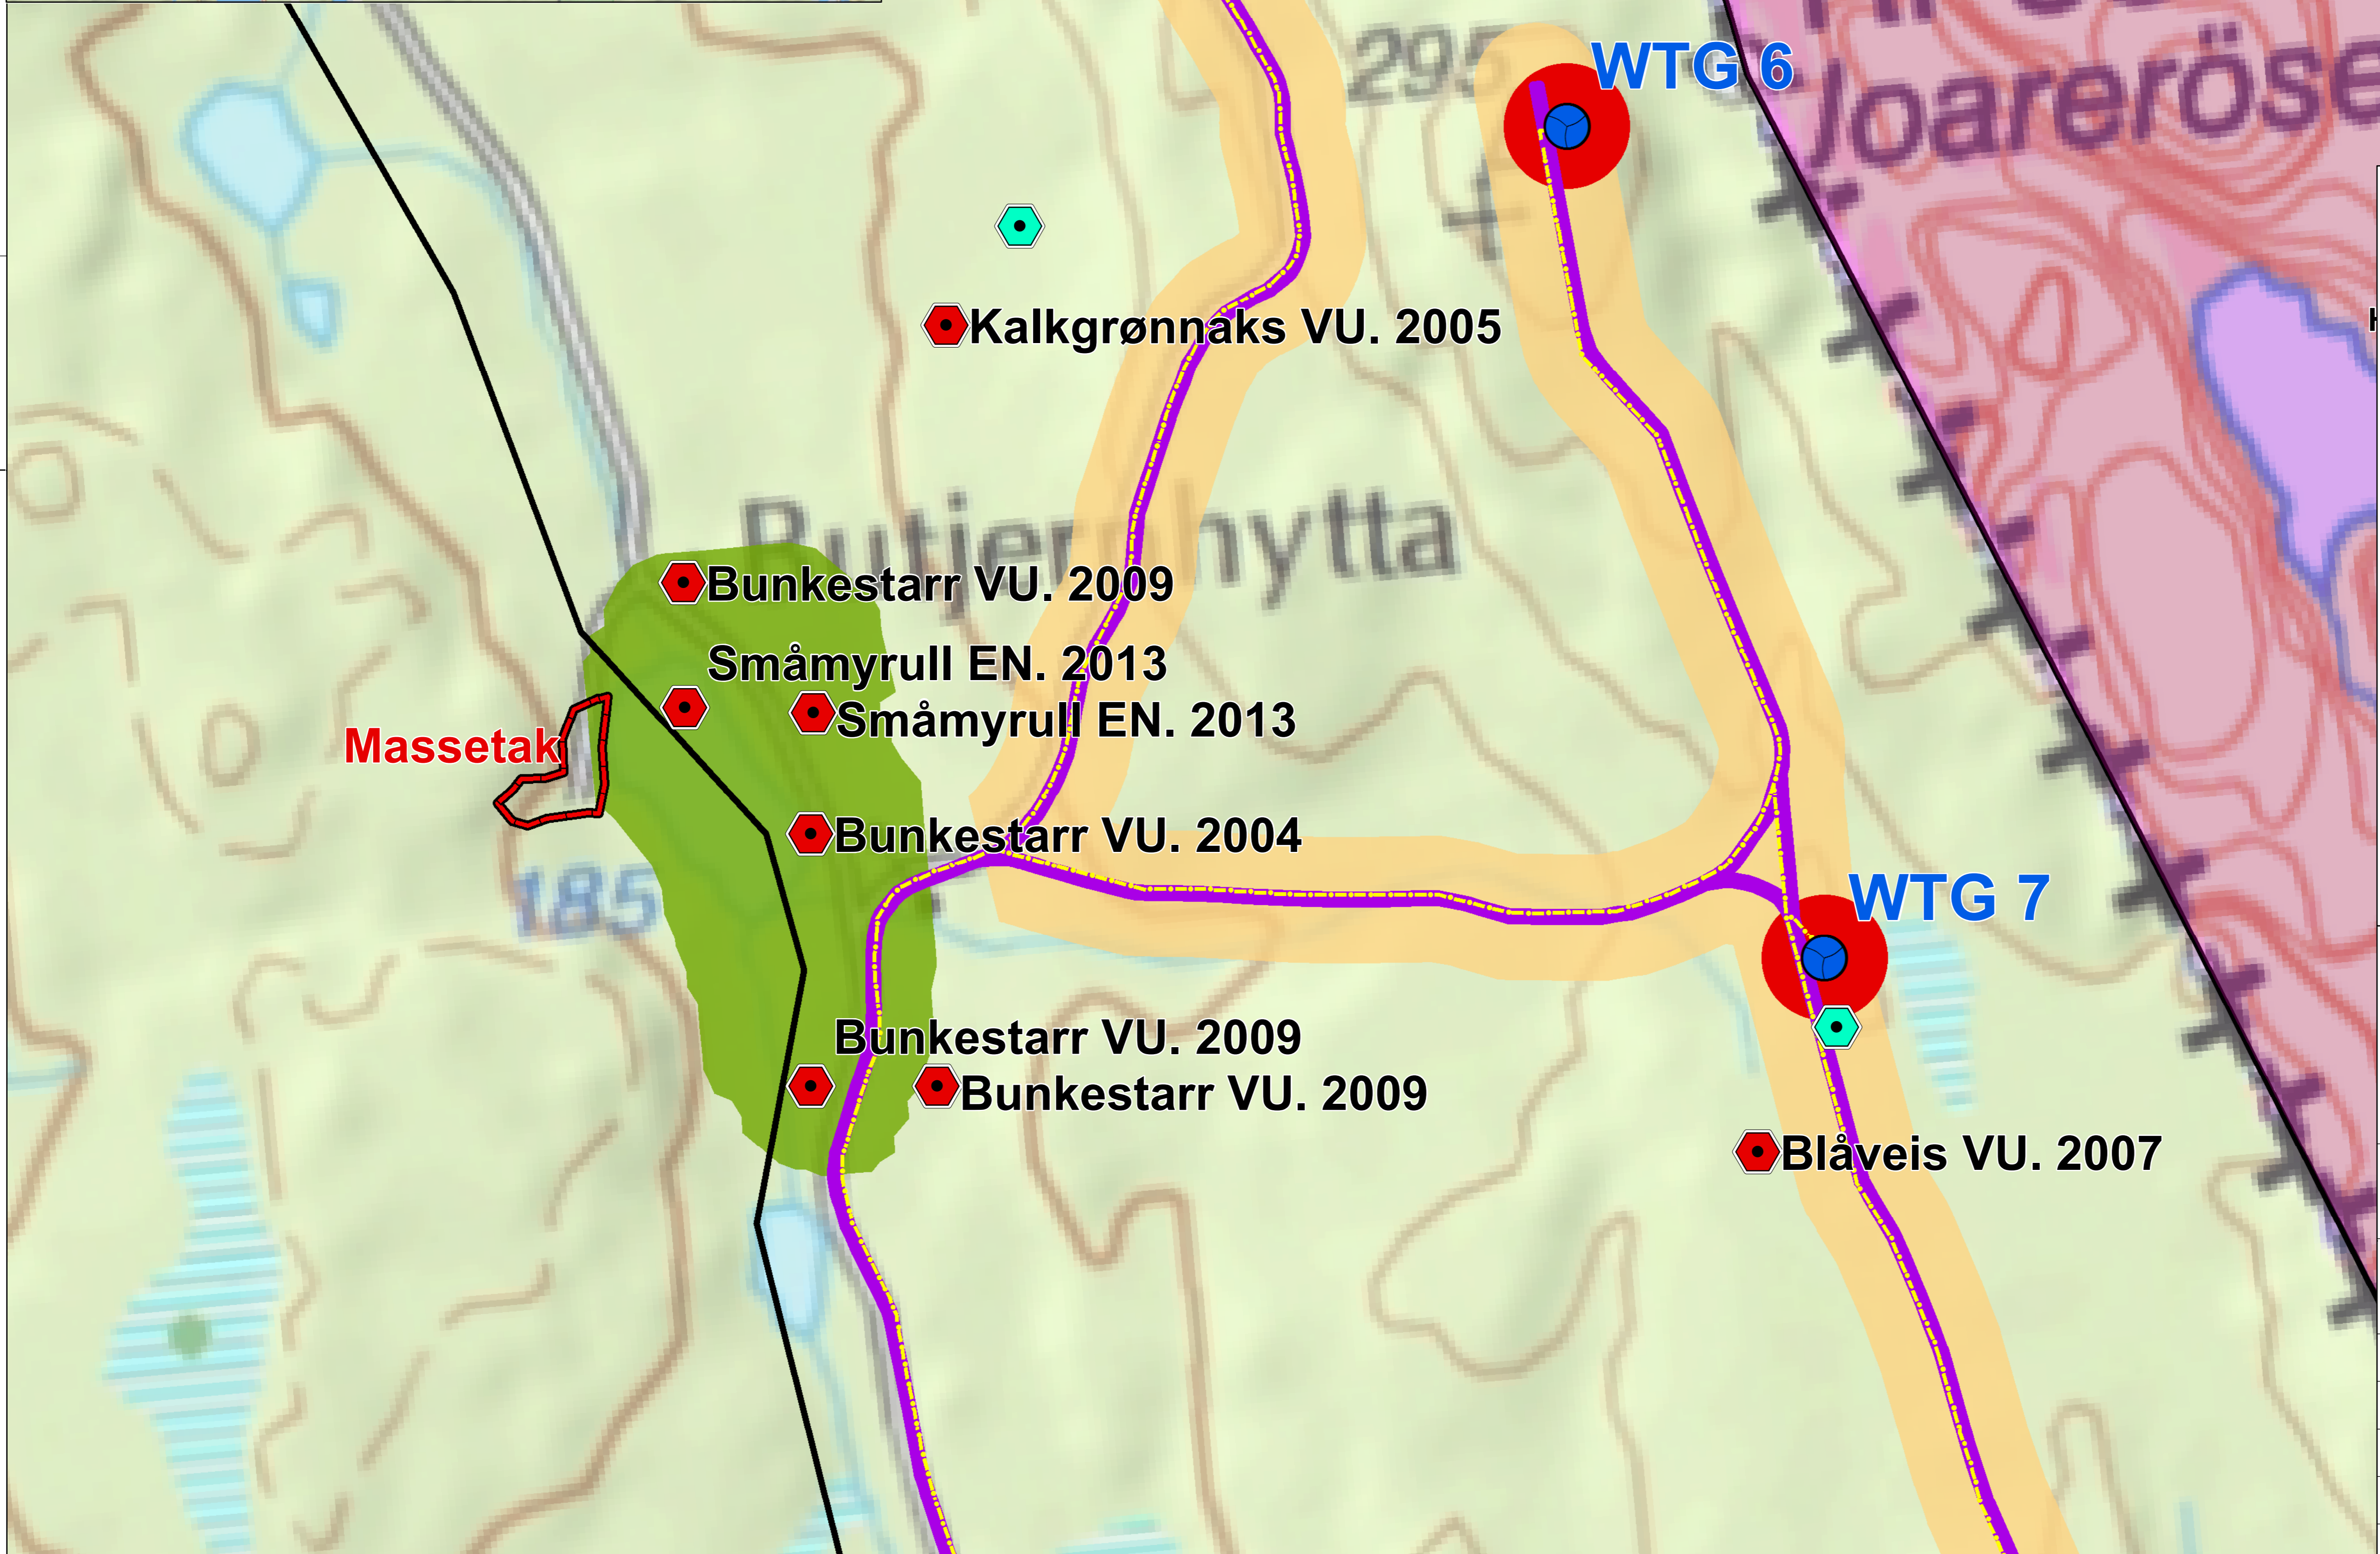 WTG 6
295
Kalkgrønnaks VU. 2005
Bunkestarr VU. 2009
Småmyrull EN. 2013
Småmyrull EN. 2013
Massetak
Bunkestarr VU. 2004
185
WTG 7
Bunkestarr VU. 2009
Bunkestarr VU. 2009
Blåveis VU. 2007